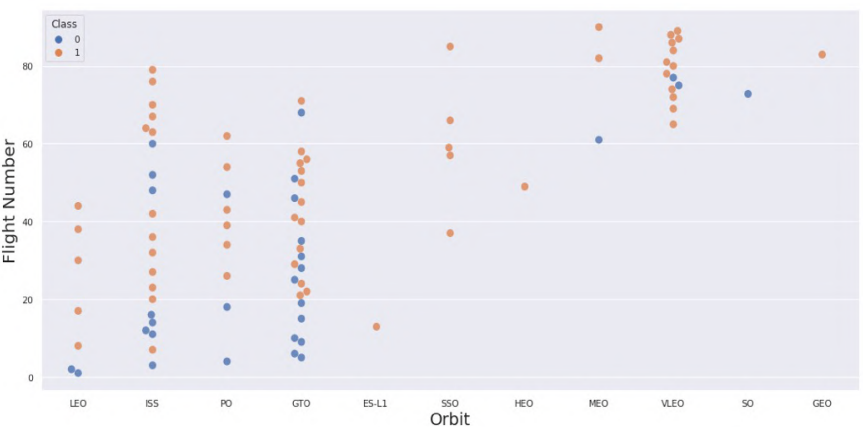 Class
0
1
80
60
40
20
0
Flight Number
LEO ISS PO GTO ES-L1 SSO HEO MEO VLEO SO GEO
Orbit